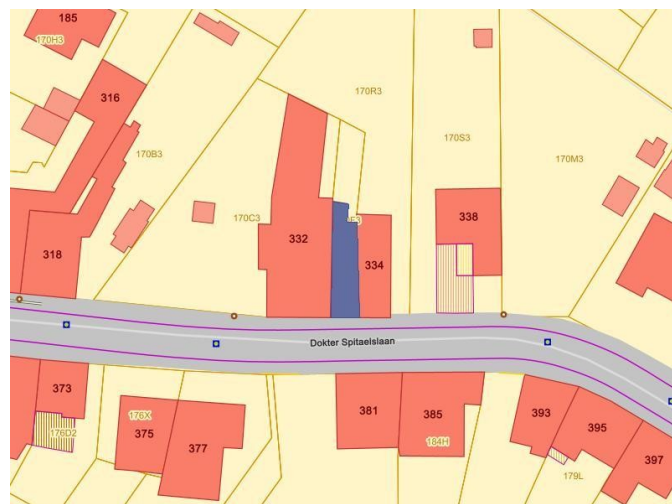 185
170H3
316
170R3
170B3
170S3
170M3
170C3
332
338
334
318
Dokter Spitaelslaan
373
381
385
393
395
397
176X
375
377
176D2
184H
179L